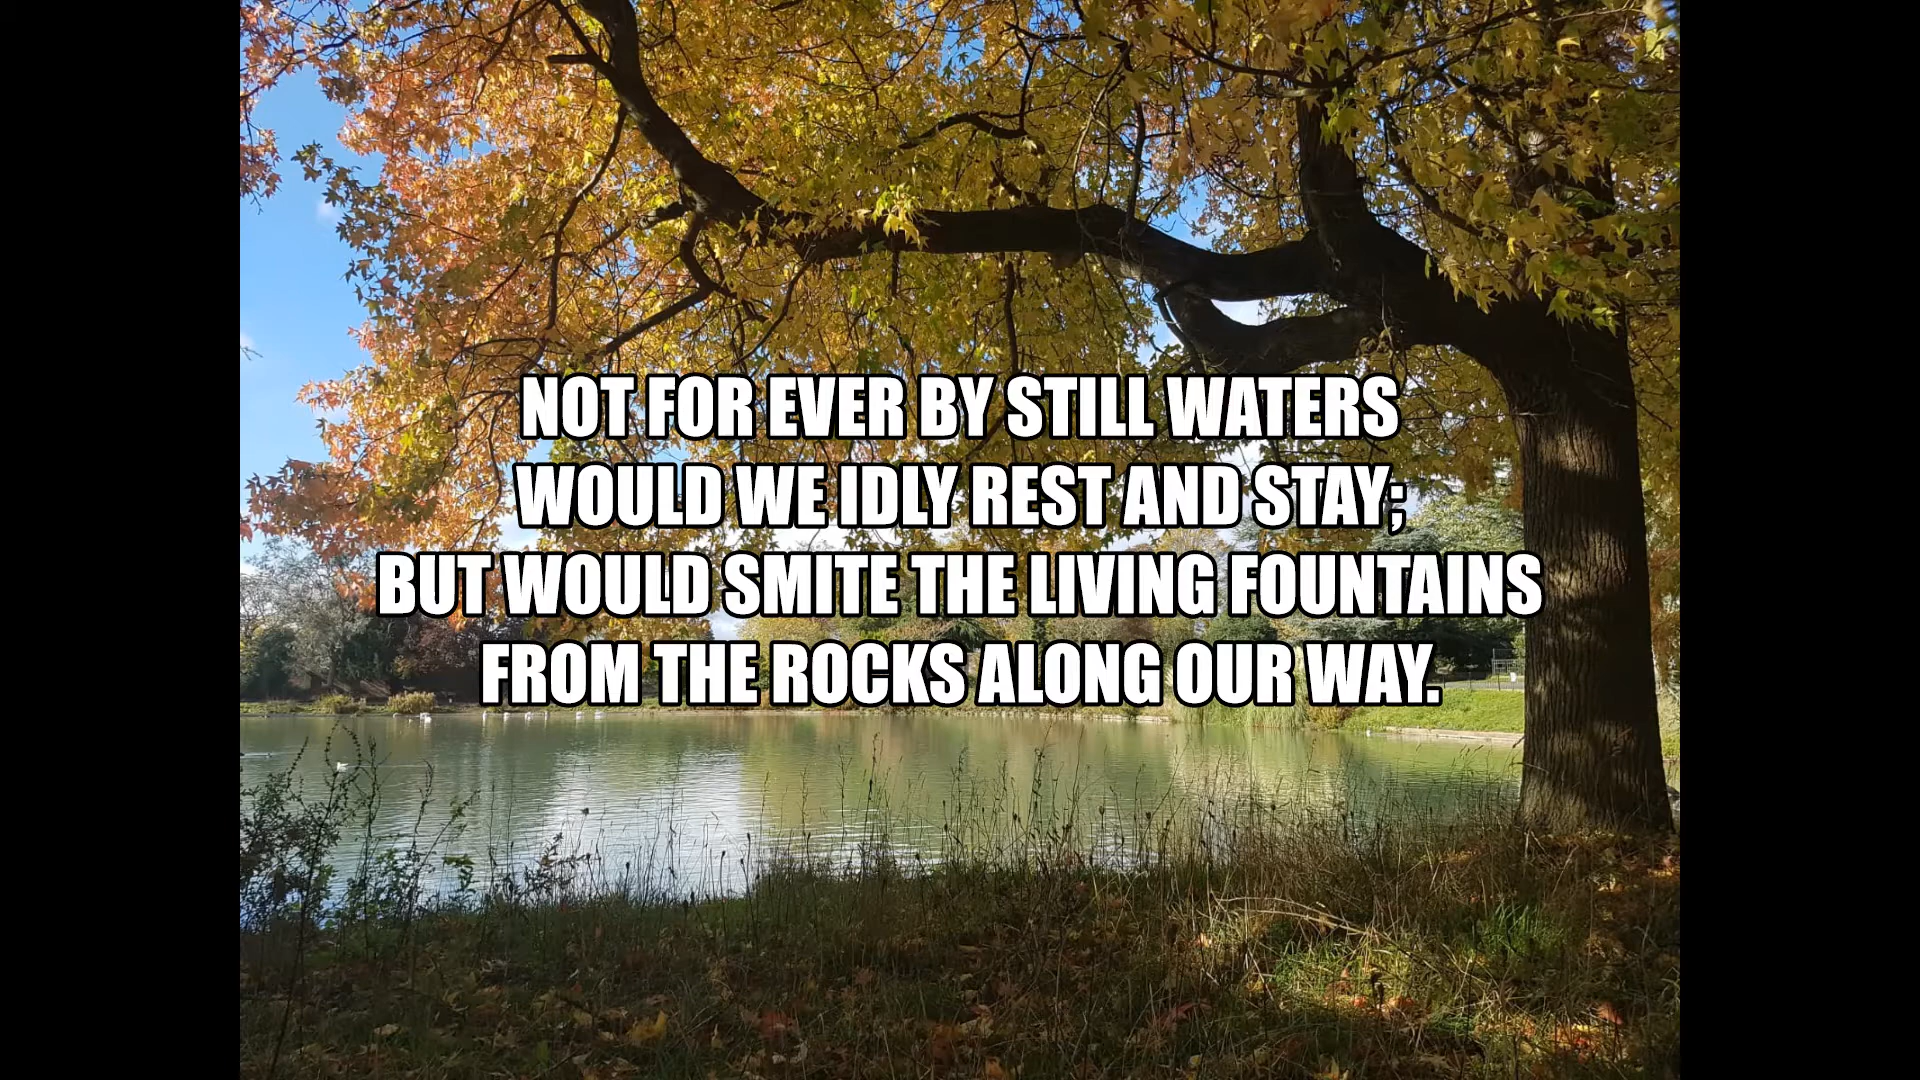 NOT FOR EVER BY STILL WATERS
WOULD WE IDLY REST AND STAY;
BUT WOULD SMITE THE LIVING FOUNTAINS
FROM THE ROCKS ALONG OUR WAY.